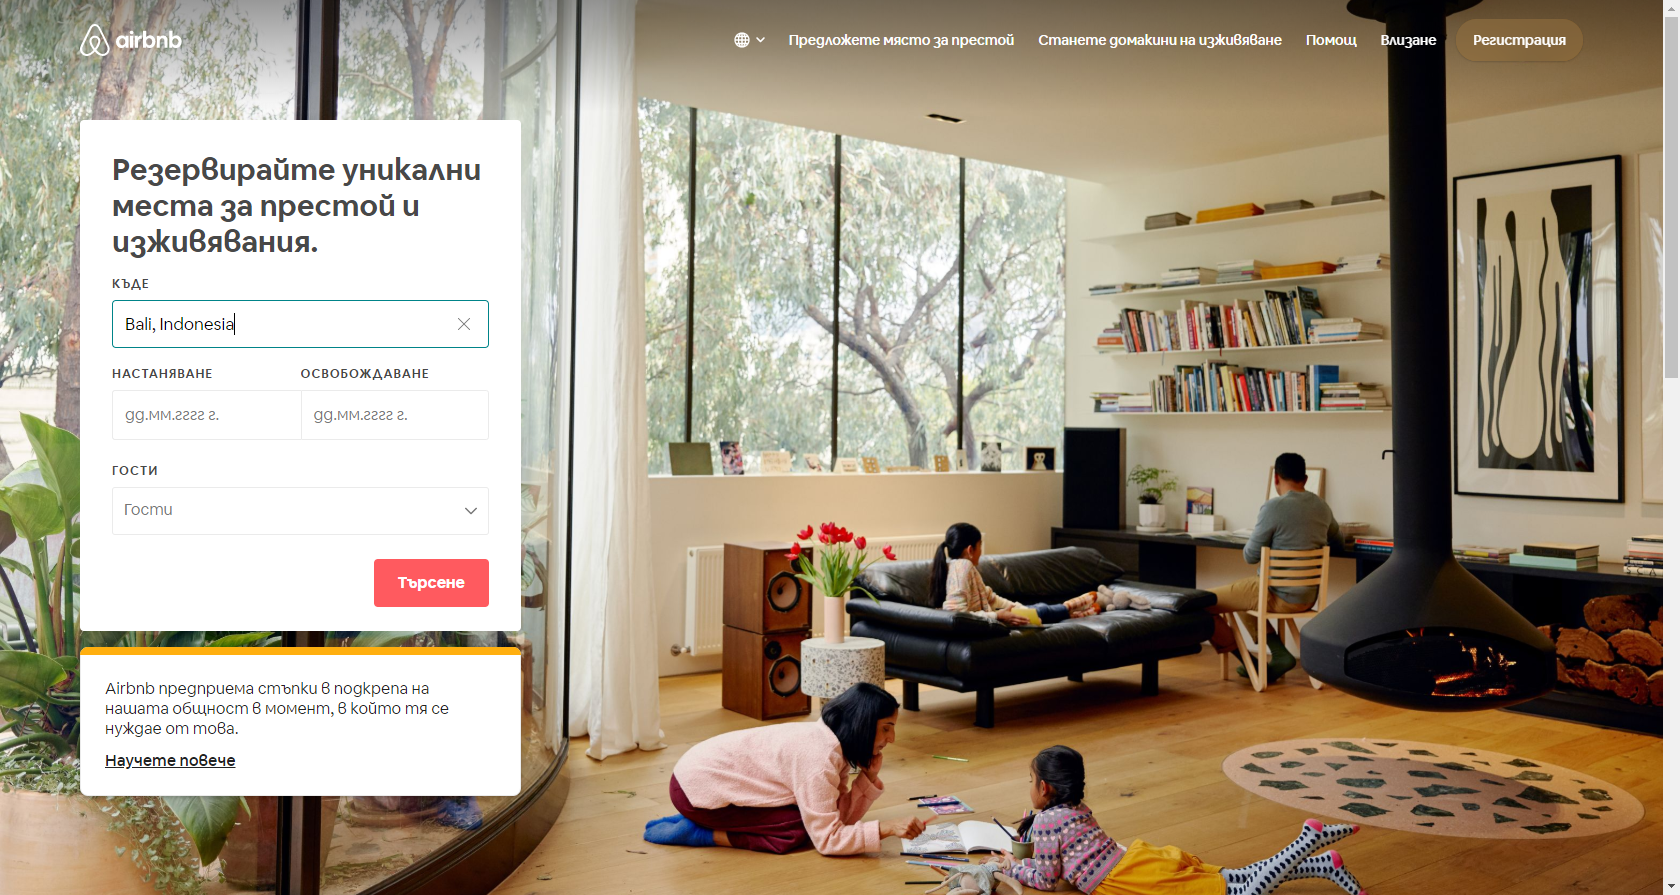 airbnb
Предложете място за престой
Станете домакини на изживяване
Помощ
Влизане
Регистрация
Резервирайте уникални
места за престой и
изживявания.
КЪДЕ
Bali, Indonesia
НАСТАНЯВАНЕ
ОСВОБОЖДАВАНЕ
дд.мм.гггг г.
дд.мм.гггг г.
ГОСТИ
Гости
Търсене
Airbnb предприема стъпки в подкрепа на
нашата общност в момент, в който тя се
нуждае от това.
Научете повече